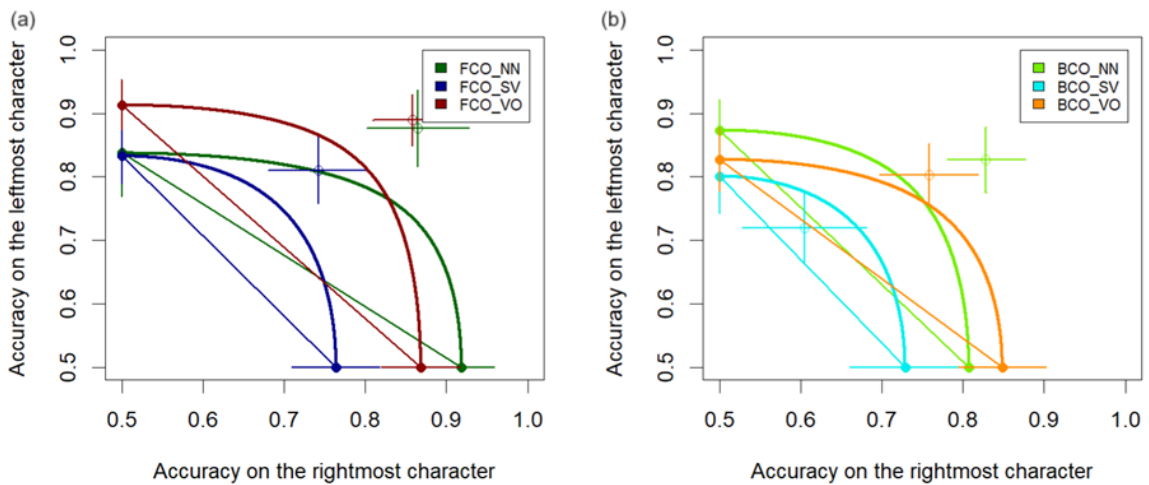 (a)
Accuracy on the leftmost character
1.0
0.9
0.8
0.7
0.6
0.5
FCO_NN
FCO_SV
FCO_VO
0.5 0.6 0.7 0.8 0.9 1.0
Accuracy on the rightmost character
(b)
Accuracy on the leftmost character
1.0
0.9
0.8
0.7
0.6
0.5
BCO_NN
BCO_SV
BCO_VO
0.5 0.6 0.7 0.8 0.9 1.0
Accuracy on the rightmost character